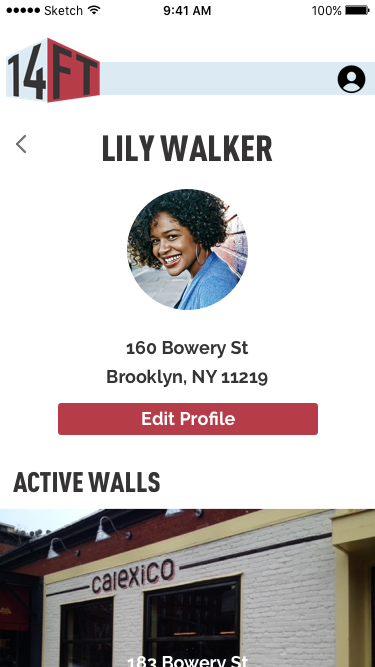 Sketch 9:41 AM 100%
14FT
LILY WALKER
160 Bowery St
Brooklyn, NY 11219
Edit Profile
ACTIVE WALLS
calexico
183 Bowery St